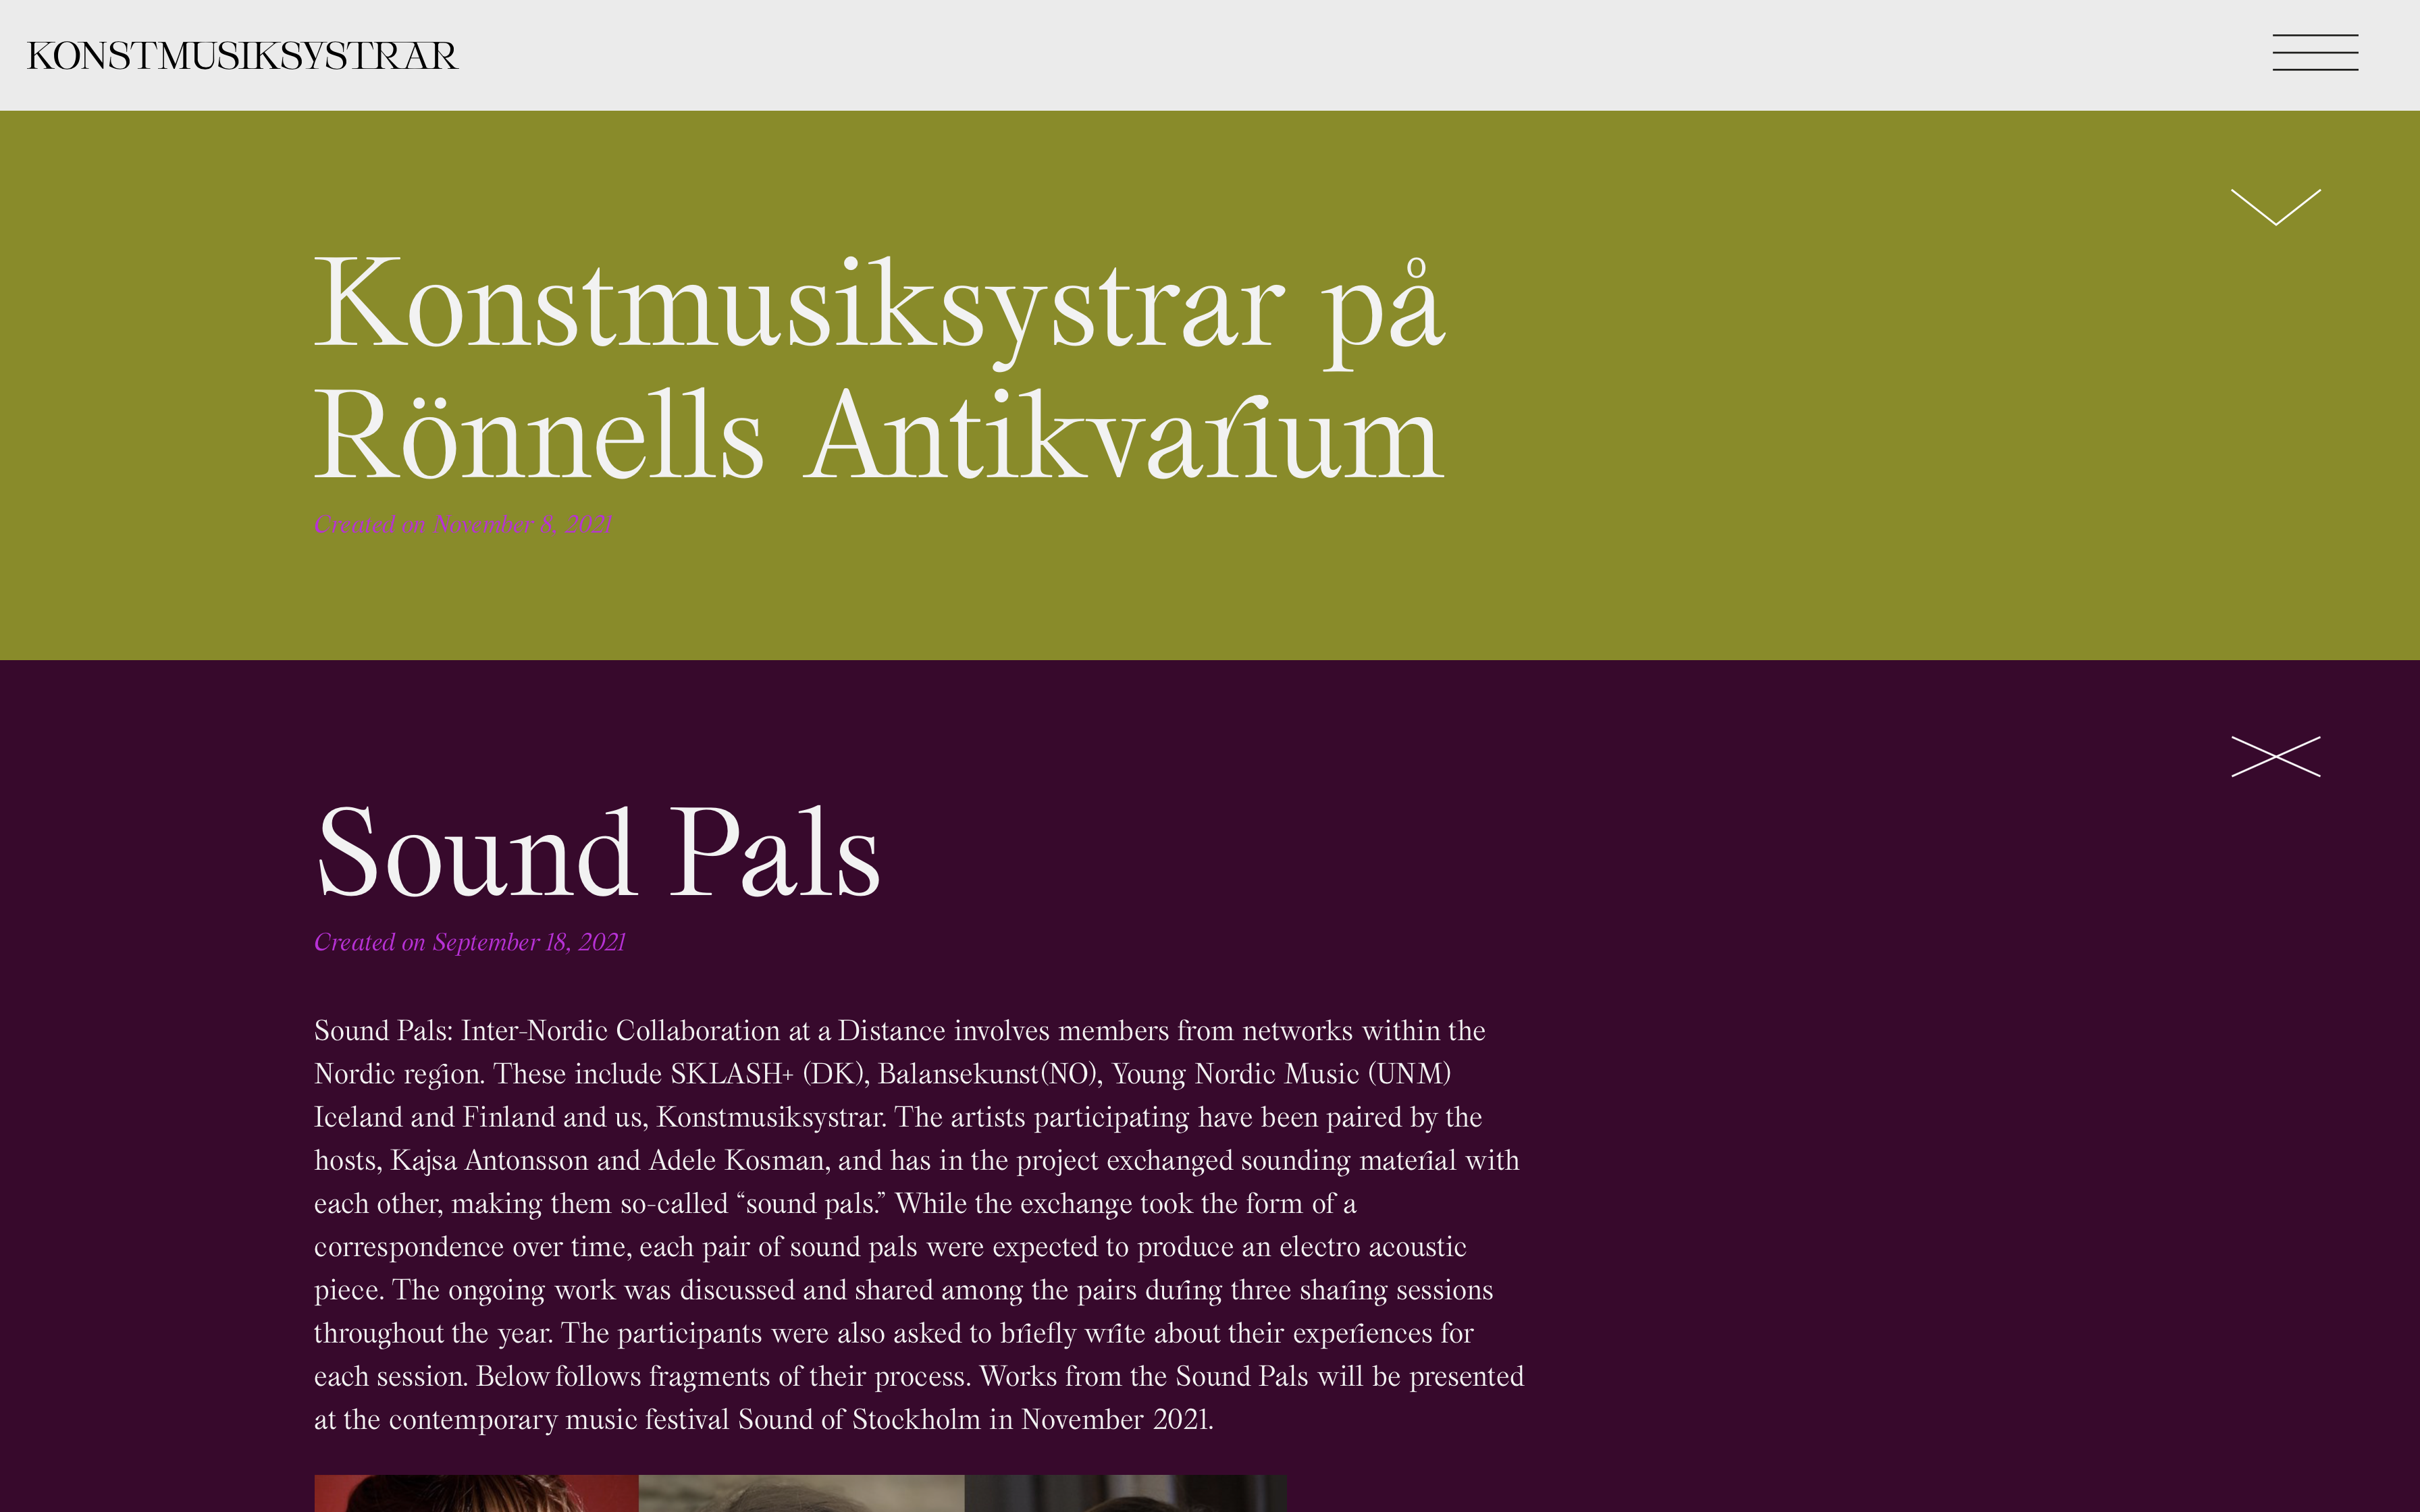 KONSTMUSIKSYSTRAR
Konstmusiksystrar på
Rönnells Antikvarium
Created on November 8, 2021
Sound Pals
Created on September 18, 2021
Sound Pals: Inter-Nordic Collaboration at a Distance involves members from networks within the
Nordic region. These include SKLASH+ (DK), Balansekunst(NO), Young Nordic Music (UNM)
Iceland and Finland and us, Konstmusiksystrar. The artists participating have been paired by the
hosts, Kajsa Antonsson and Adele Kosman, and has in the project exchanged sounding material with
each other, making them so-called “sound pals.” While the exchange took the form of a
correspondence over time, each pair of sound pals were expected to produce an electro acoustic
piece. The ongoing work was discussed and shared among the pairs during three sharing sessions
throughout the year. The participants were also asked to briefly write about their experiences for
each session. Below follows fragments of their process. Works from the Sound Pals will be presented
at the contemporary music festival Sound of Stockholm in November 2021.